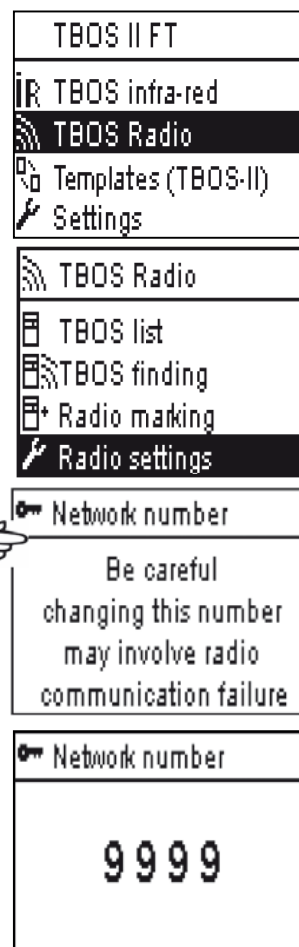 TBOS II FT
iR TBOS infra-red
TBOS Radio
Templates (TBOS-II)
Settings
TBOS Radio
TBOS list
TBOS finding
Radio marking
Radio settings
Network number
Be careful
changing this number
may involve radio
communication failure
Network number
9999